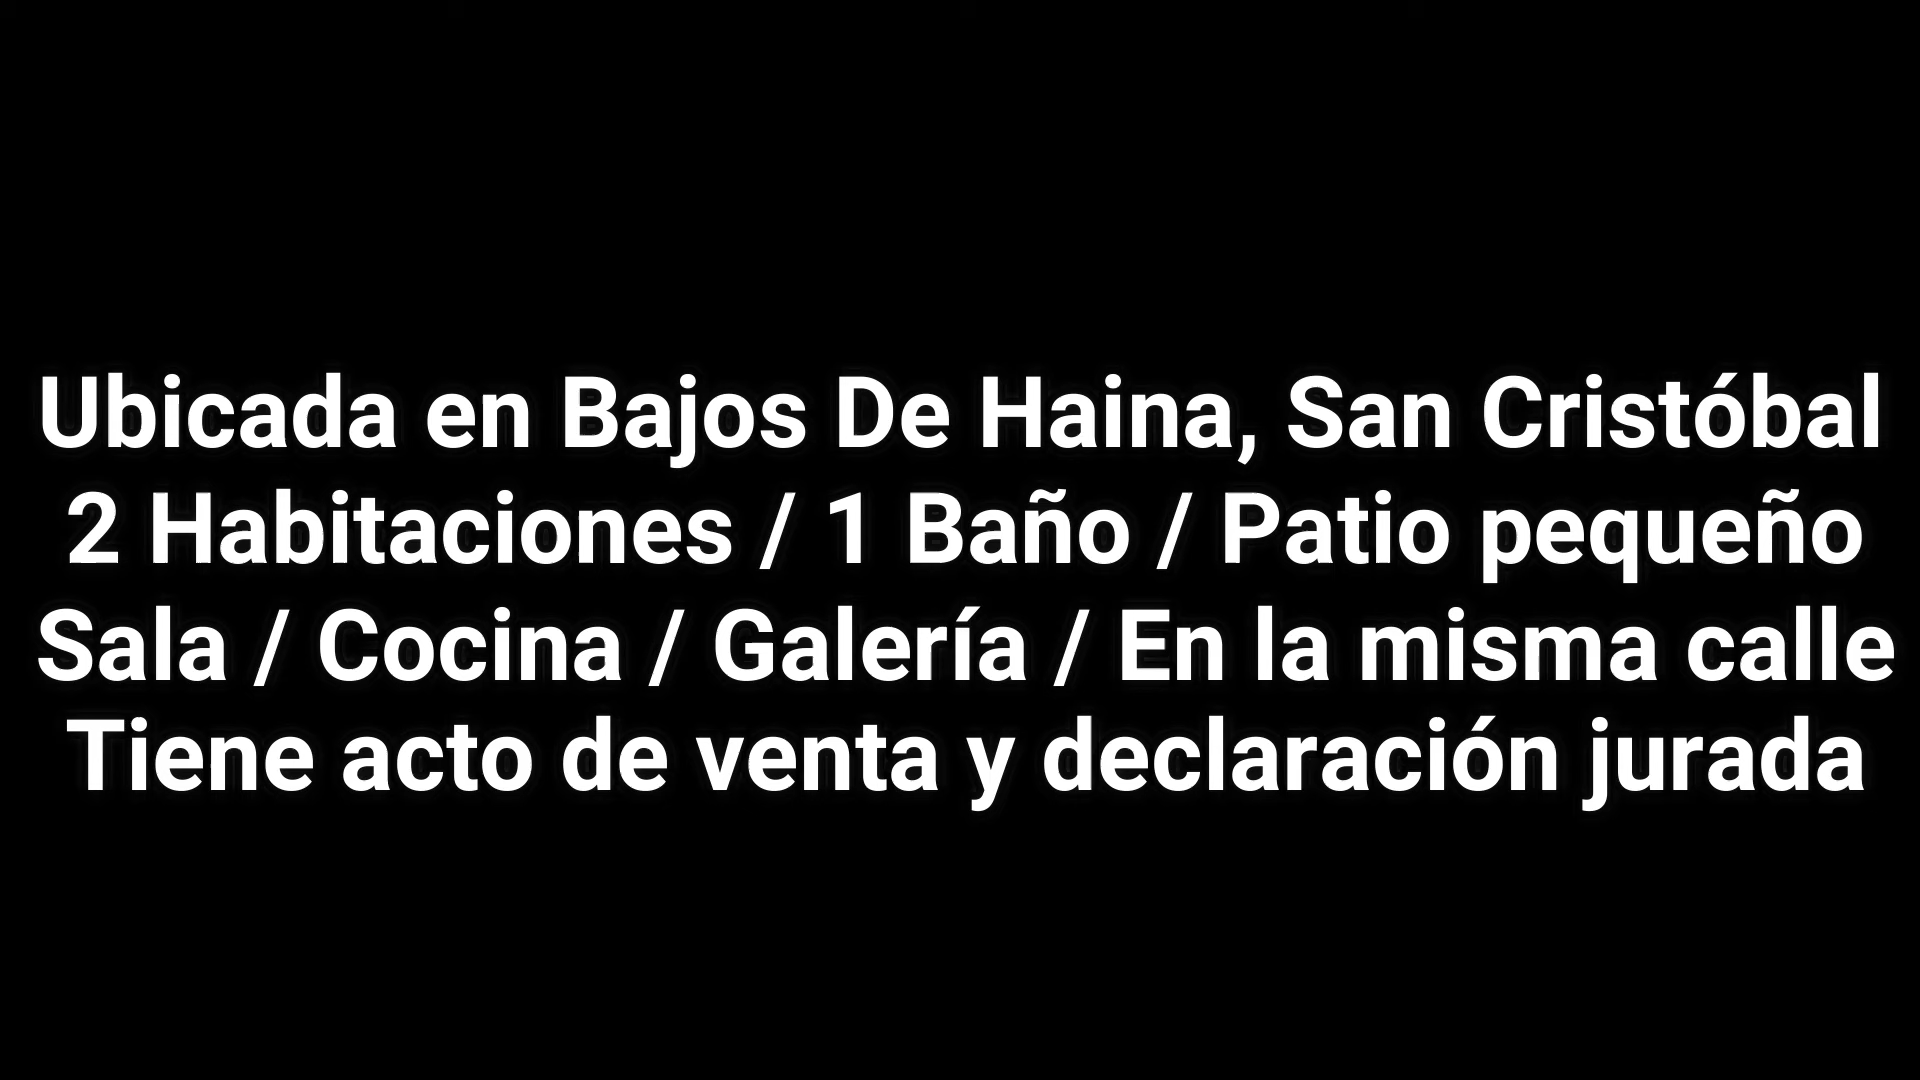 Ubicada en Bajos De Haina, San Cristóbal
2 Habitaciones / 1 Baño / Patio pequeño
Sala / Cocina / Galería / En la misma calle
Tiene acto de venta y declaración jurada